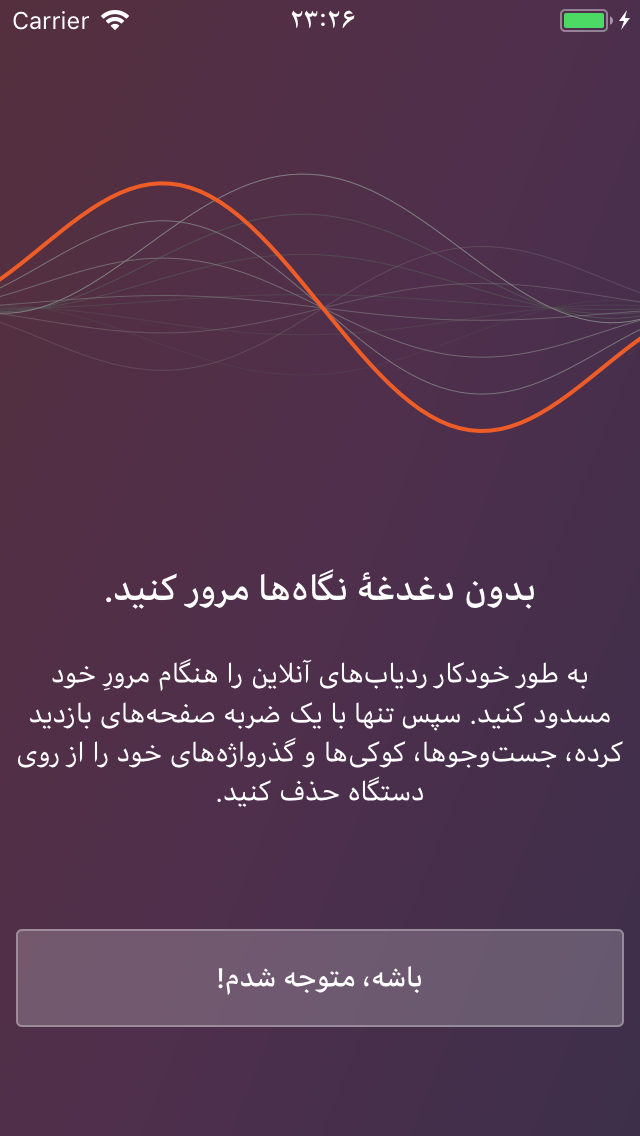 Carrier
۲۳:۲۶
بدون دغدغهٔ نگاه‌ها مرور کنید.
به طور خودکار ردیاب‌های آنلاین را هنگام مرورِ خود
مسدود کنید. سپس تنها با یک ضربه صفحه‌های بازدید
کرده، جست‌وجوها، کوکی‌ها و گذرواژه‌های خود را از روی
دستگاه حذف کنید.
باشه، متوجه شدم!